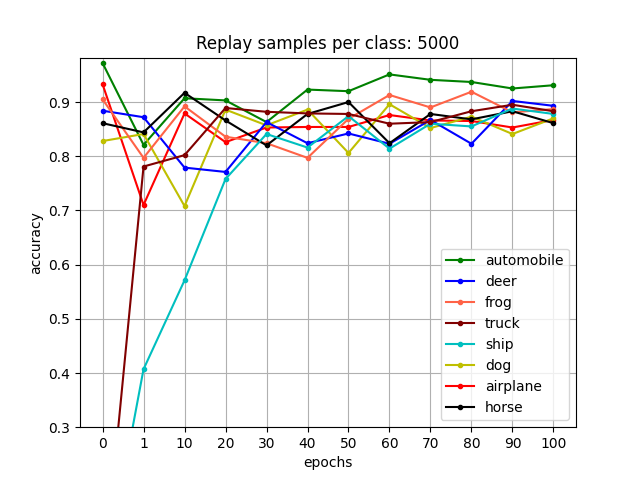 Replay samples per class: 5000
accuracy
0.9
0.8
0.7
0.6
0.5
0.4
0.3
automobile
deer
frog
truck
ship
dog
airplane
horse
0 1 10 20 30 40 50 60 70 80 90 100
epochs